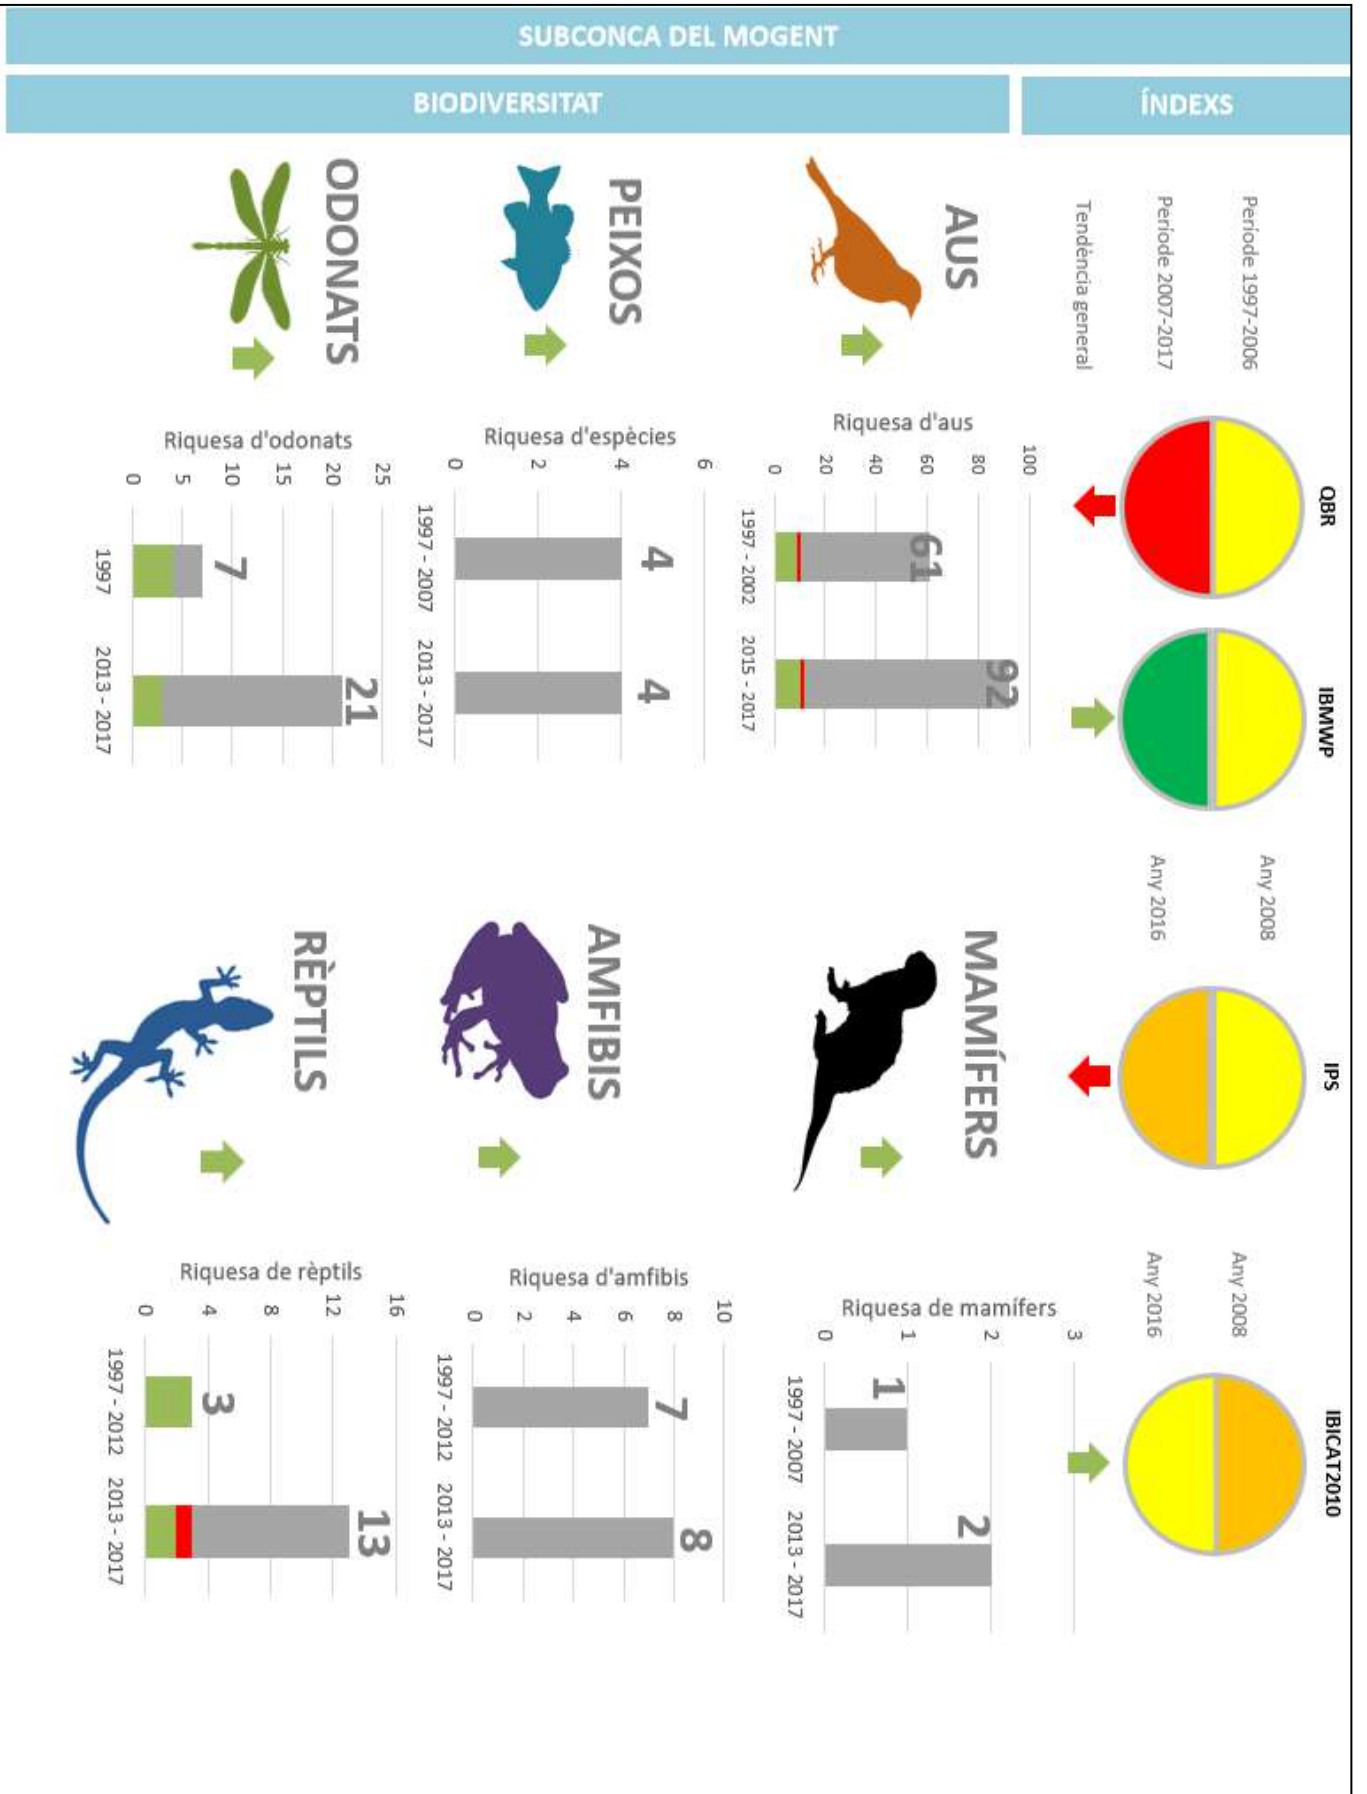 SUBCONCA DEL MOGENT
ÍNDEXS
QBR
IBMWP
IPS
IBICAT2010
Període 1997-2006
Període 2007-2017
Tendència general
Any 2008
Any 2016
Any 2008
Any 2016
BIODIVERSITAT
AUS
Riquesa d'aus
100
80
60
40
20
0
61
92
1997 - 2002
2015 - 2017
MAMÍFERS
Riquesa de mamífers
3
2
1
0
1
2
1997 - 2007
2013 - 2017
PEIXOS
Riquesa d'espècies
6
4
2
0
4
4
1997 - 2007
2013 - 2017
AMFIBIS
Riquesa d'amfibis
10
8
6
4
2
0
7
8
1997 - 2012
2013 - 2017
ODONATS
Riquesa d'odonats
25
20
15
10
5
0
7
21
1997
2013 - 2017
RÈPTILS
Riquesa de rèptils
16
12
8
4
0
3
13
1997 - 2012
2013 - 2017